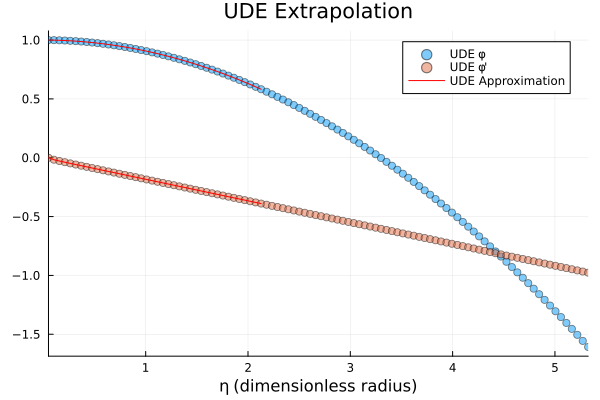 UDE Extrapolation
UDE φ
UDE φ'
UDE Approximation
1.0
0.5
0.0
−0.5
−1.0
−1.5
1 2 3 4 5
η (dimensionless radius)